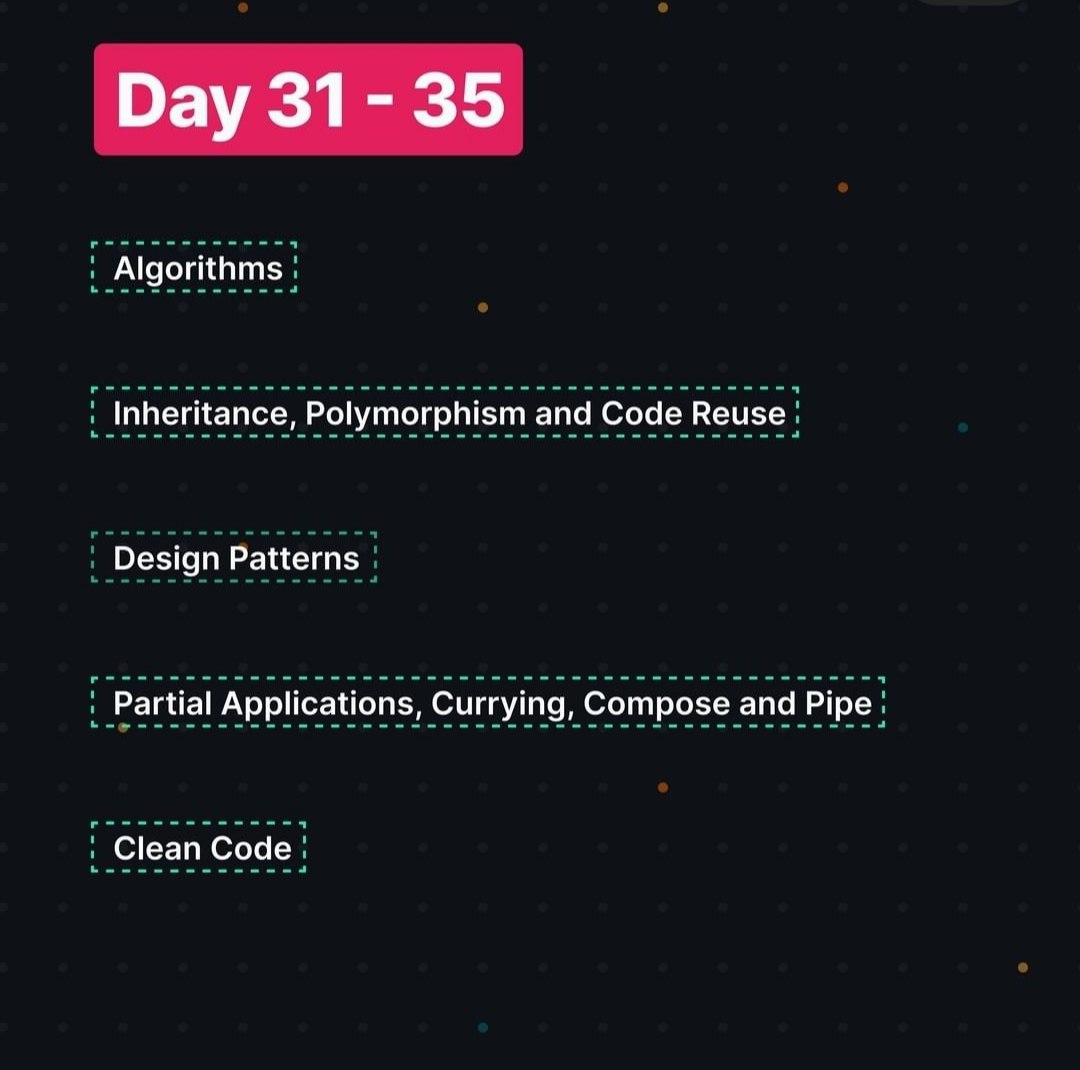 Day 31 - 35
Algorithms
Inheritance, Polymorphism and Code Reuse
Design Patterns
Partial Applications, Currying, Compose and Pipe
Clean Code